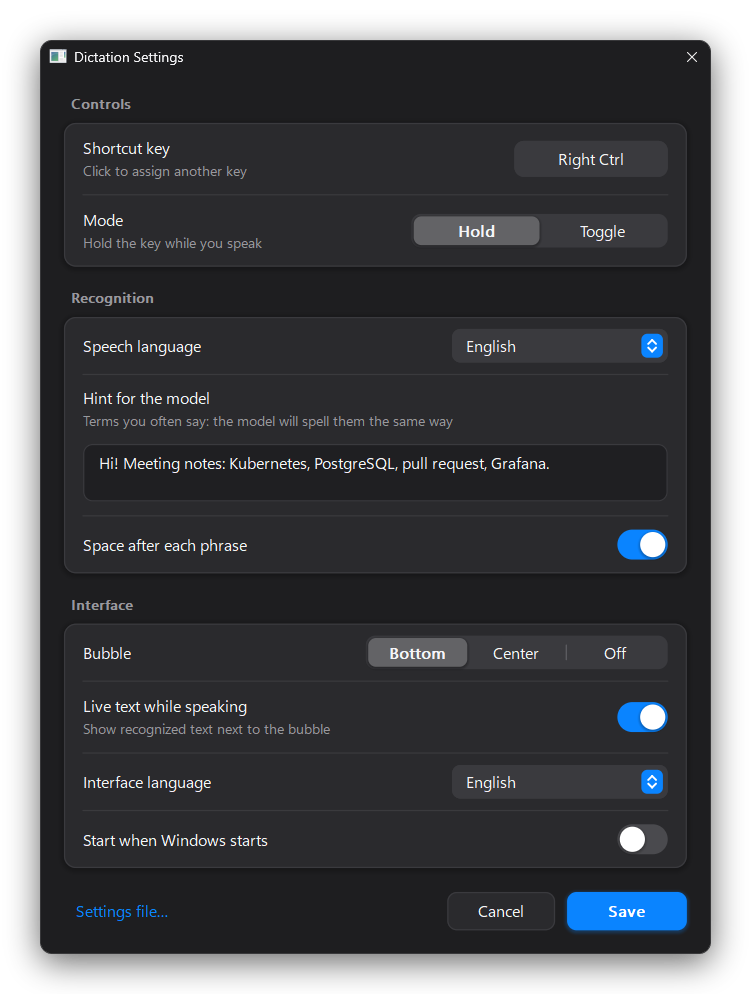 Dictation Settings
Controls
Shortcut key
Click to assign another key
Right Ctrl
Mode
Hold the key while you speak
Hold
Toggle
Recognition
Speech language
English
Hint for the model
Terms you often say: the model will spell them the same way
Hi! Meeting notes: Kubernetes, PostgreSQL, pull request, Grafana.
Space after each phrase
Interface
Bubble
Bottom
Center
Off
Live text while speaking
Show recognized text next to the bubble
Interface language
English
Start when Windows starts
Settings file...
Cancel
Save